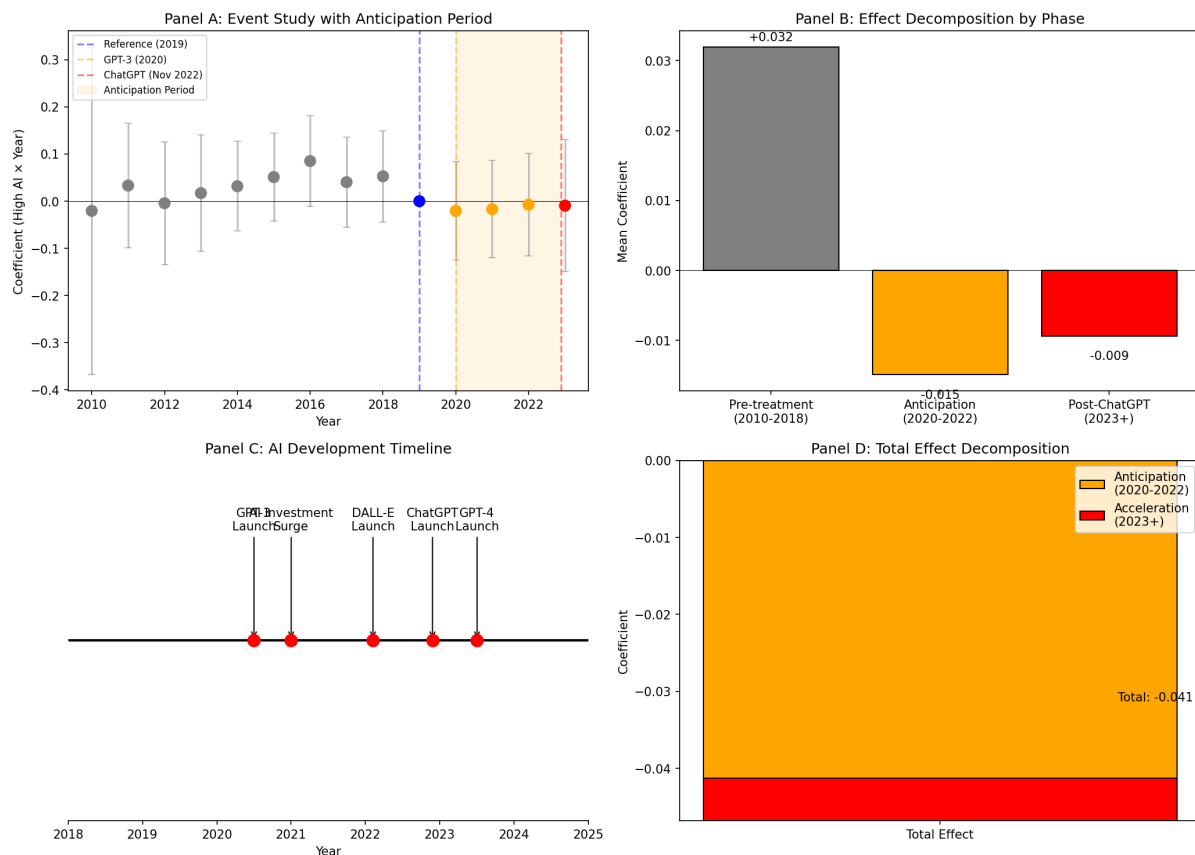 Panel A: Event Study with Anticipation Period
Reference (2019)
GPT-3 (2020)
ChatGPT (Nov 2022)
Anticipation Period
Coefficient (High AI × Year)
0.3
0.2
0.1
0.0
−0.1
−0.2
−0.3
−0.4
2010 2012 2014 2016 2018 2020 2022
Year
Panel B: Effect Decomposition by Phase
Mean Coefficient
0.03
0.02
0.01
0.00
−0.01
+0.032
-0.015
-0.009
Pre-treatment
(2010-2018)
Anticipation
(2020-2022)
Post-ChatGPT
(2023+)
Panel C: AI Development Timeline
GPT-3
Launch
AI Investment
Surge
DALL-E
Launch
ChatGPT
Launch
GPT-4
Launch
2018 2019 2020 2021 2022 2023 2024 2025
Year
Panel D: Total Effect Decomposition
Coefficient
0.00
−0.01
−0.02
−0.03
−0.04
Anticipation
(2020-2022)
Acceleration
(2023+)
Total: -0.041
Total Effect